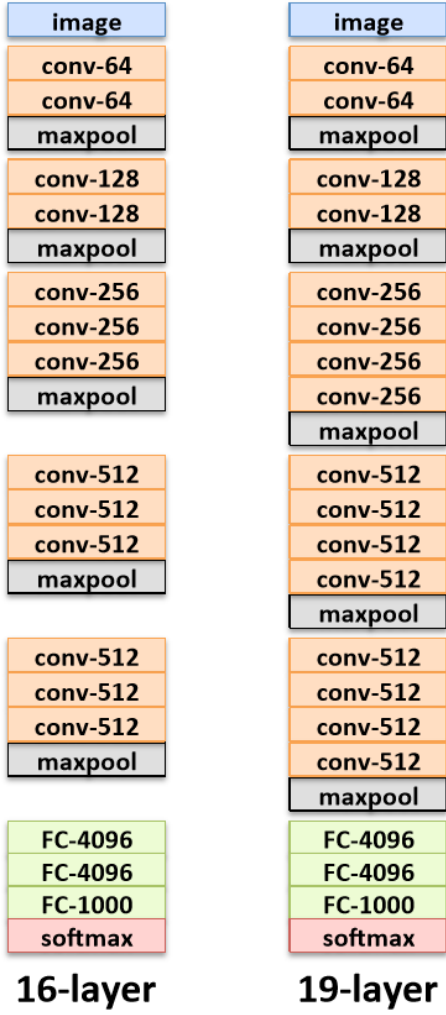 image
conv-64
conv-64
maxpool
conv-128
conv-128
maxpool
conv-256
conv-256
conv-256
maxpool
conv-512
conv-512
conv-512
maxpool
conv-512
conv-512
conv-512
maxpool
FC-4096
FC-4096
FC-1000
softmax
16-layer
image
conv-64
conv-64
maxpool
conv-128
conv-128
maxpool
conv-256
conv-256
conv-256
conv-256
maxpool
conv-512
conv-512
conv-512
conv-512
maxpool
conv-512
conv-512
conv-512
conv-512
maxpool
FC-4096
FC-4096
FC-1000
softmax
19-layer